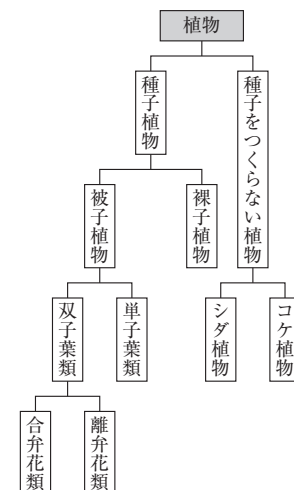 植物
種子植物
種子をつくらない植物
被子植物
裸子植物
双子葉類
単子葉類
シダ植物
コケ植物
合弁花類
離弁花類